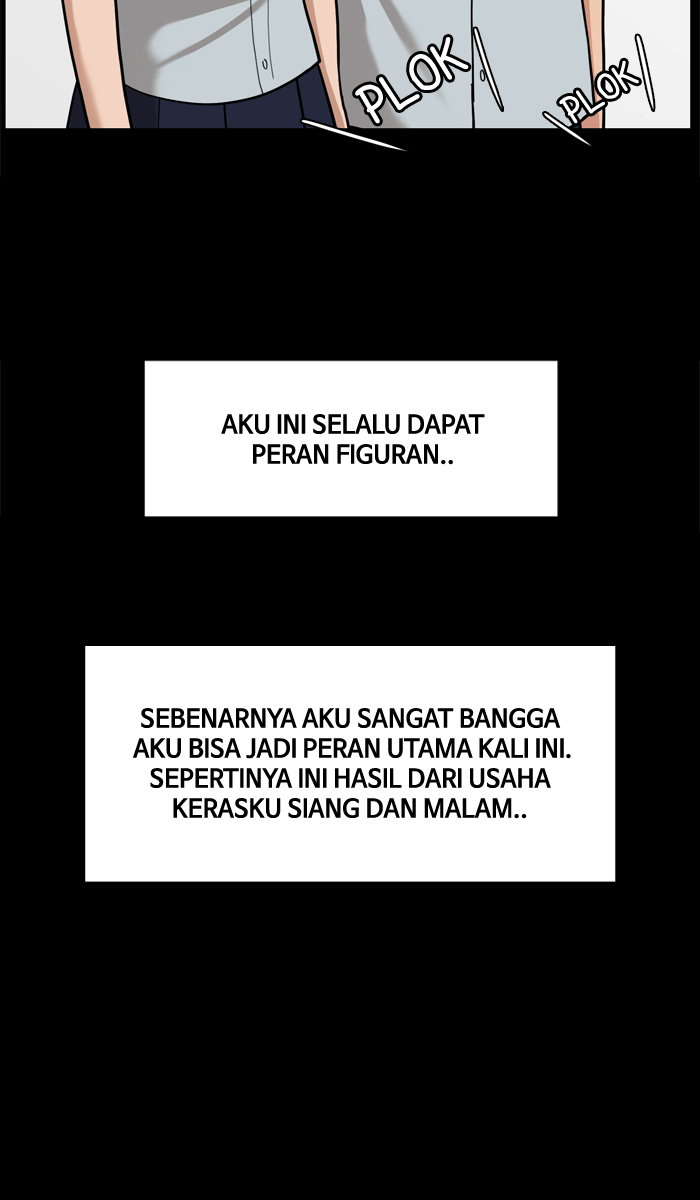 PLOK
PLOK
AKU INI SELALU DAPAT
PERAN FIGURAN..
SEBENARNYA AKU SANGAT BANGGA
AKU BISA JADI PERAN UTAMA KALI INI.
SEPERTINYA INI HASIL DARI USAHA
KERASKU SIANG DAN MALAM..